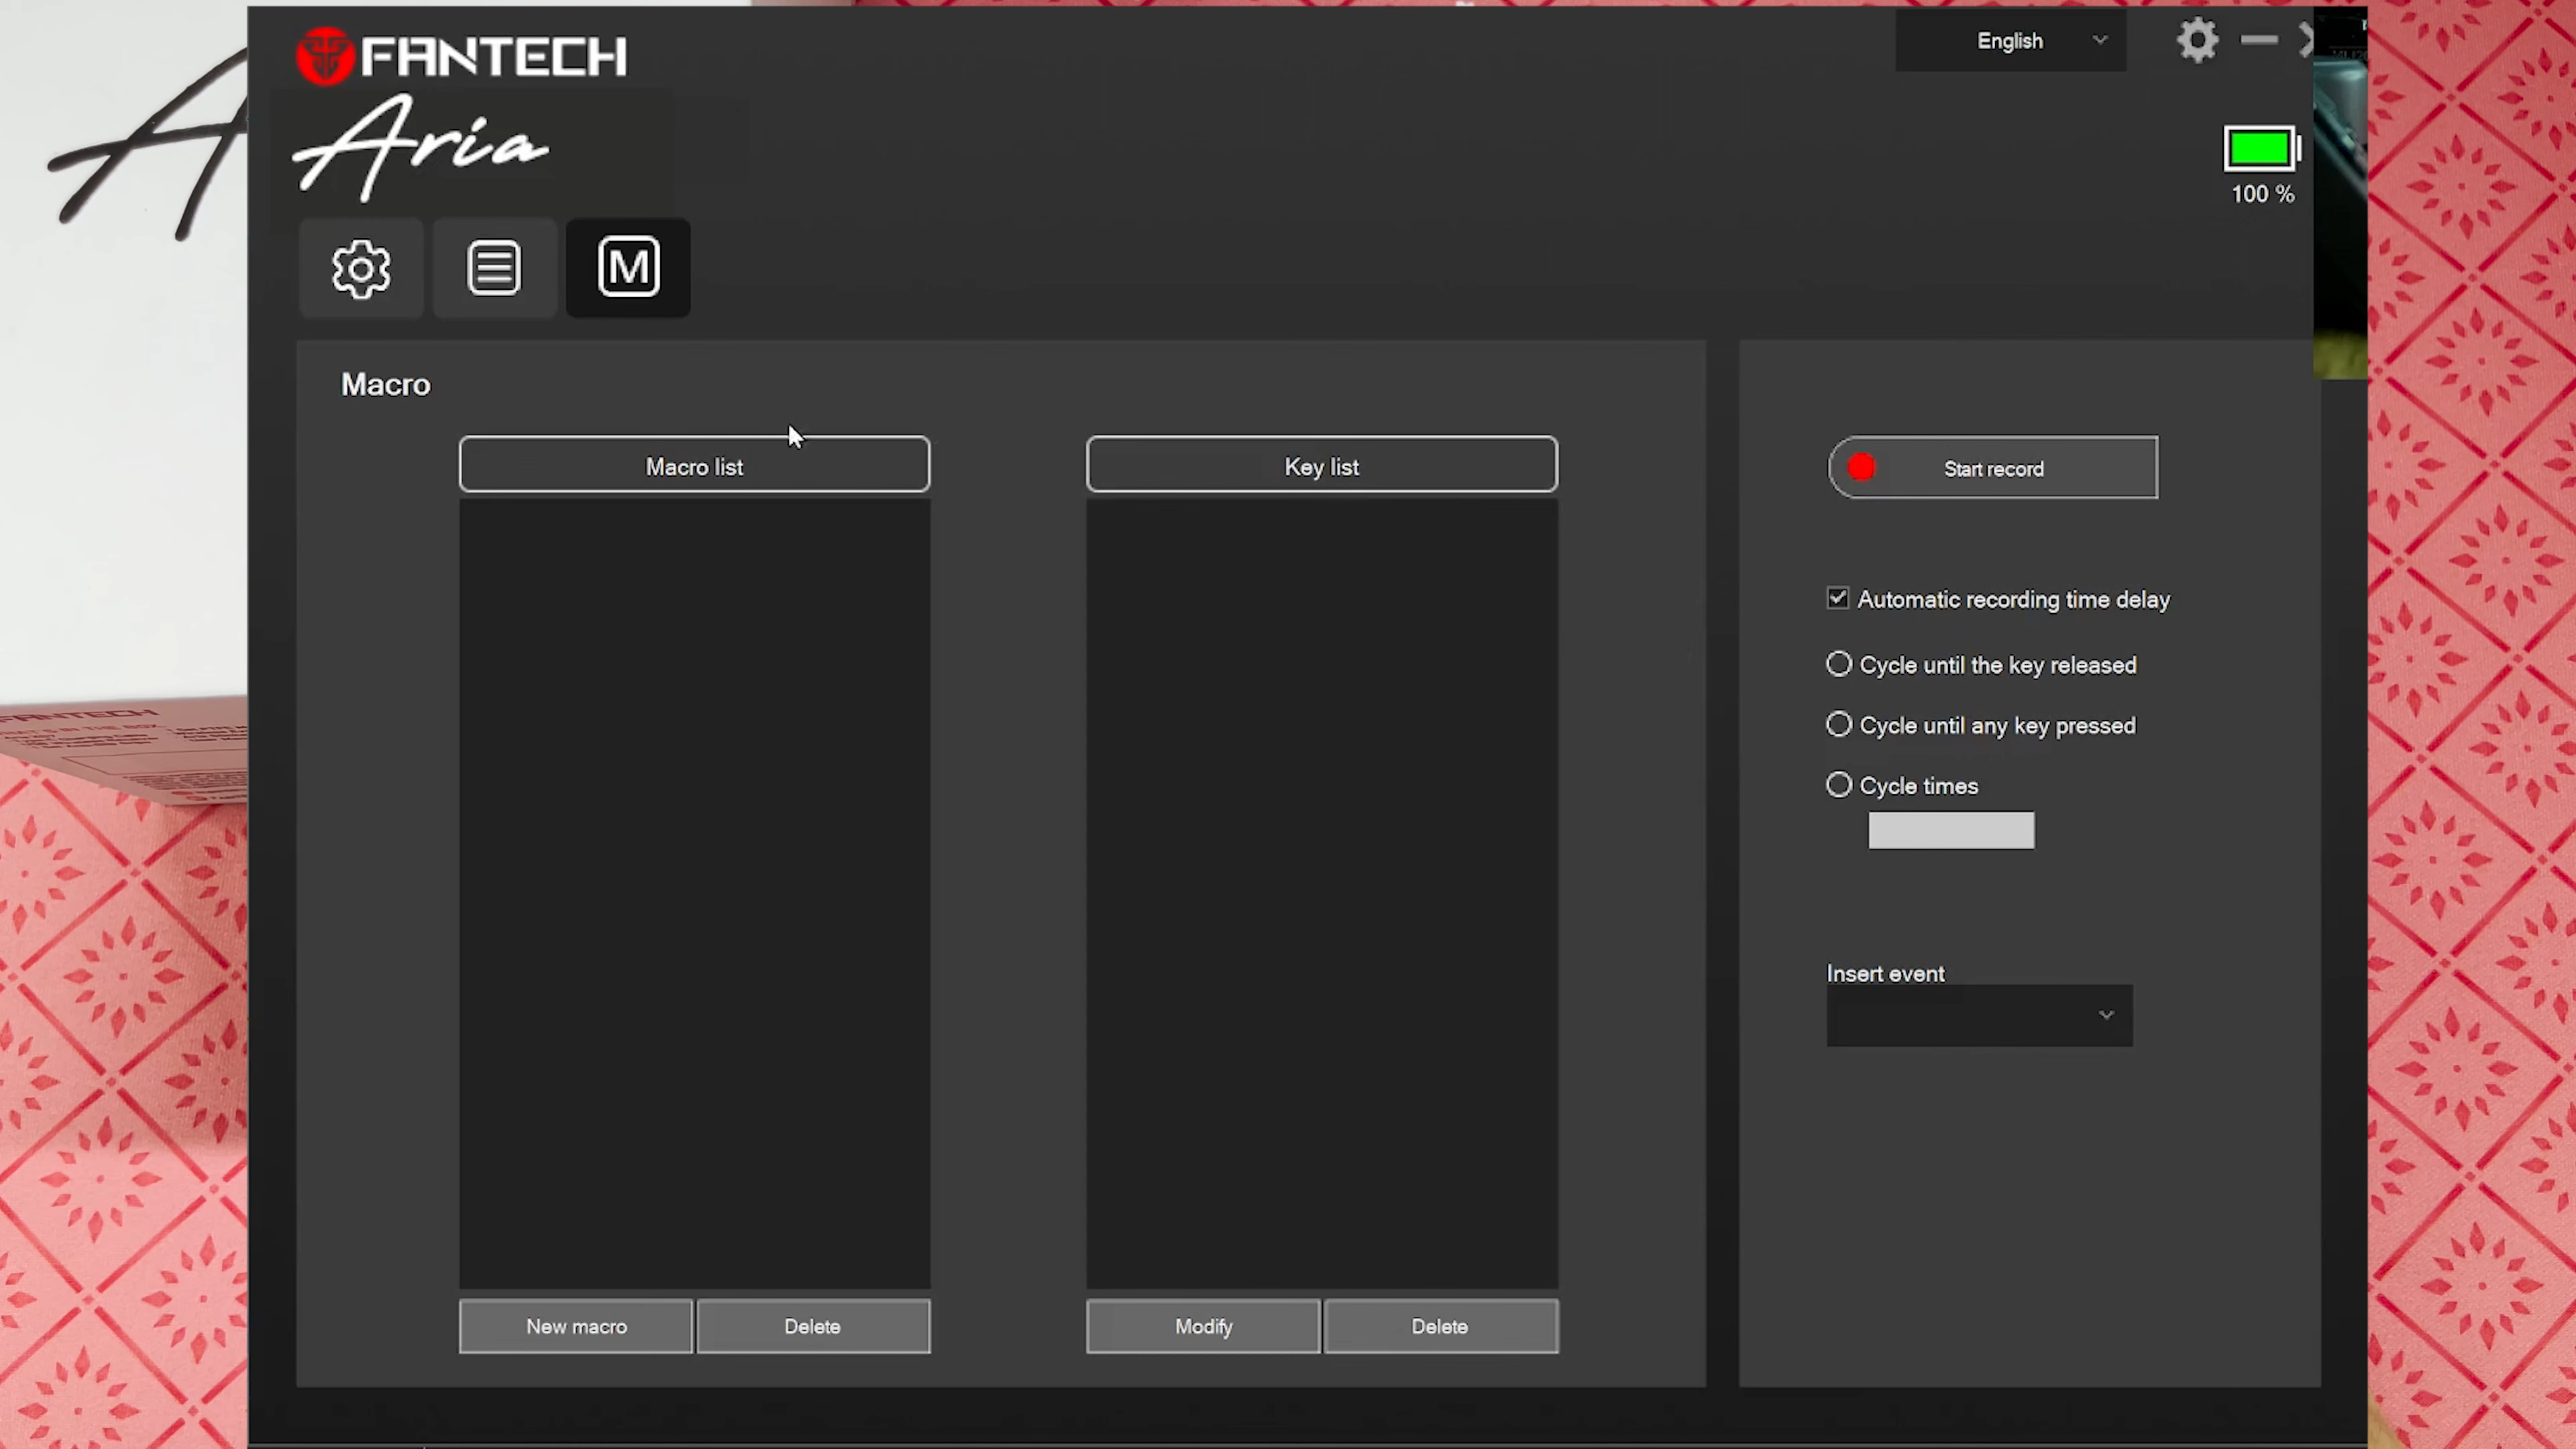 FANTECH
English
Aria
100 %
M
Macro
Macro list
Key list
Start record
Automatic recording time delay
Cycle until the key released
Cycle until any key pressed
Cycle times
Insert event
New macro
Delete
Modify
Delete
FANTECH